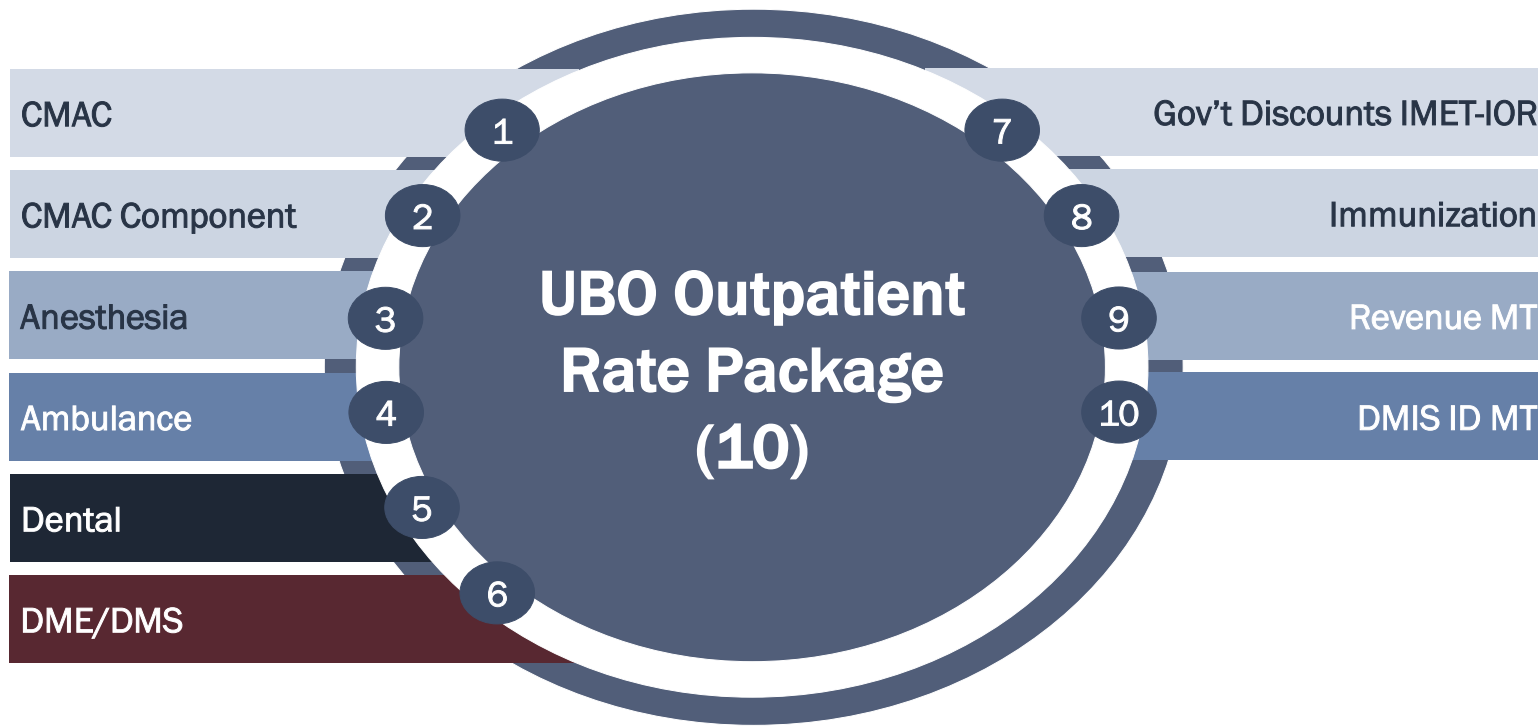 CMAC
1
CMAC Component
2
Anesthesia
3
Ambulance
4
Dental
5
DME/DMS
6
UBO Outpatient
Rate Package
(10)
7
Gov't Discounts IMET-IOR
8
Immunization
9
Revenue MT
10
DMIS ID MT